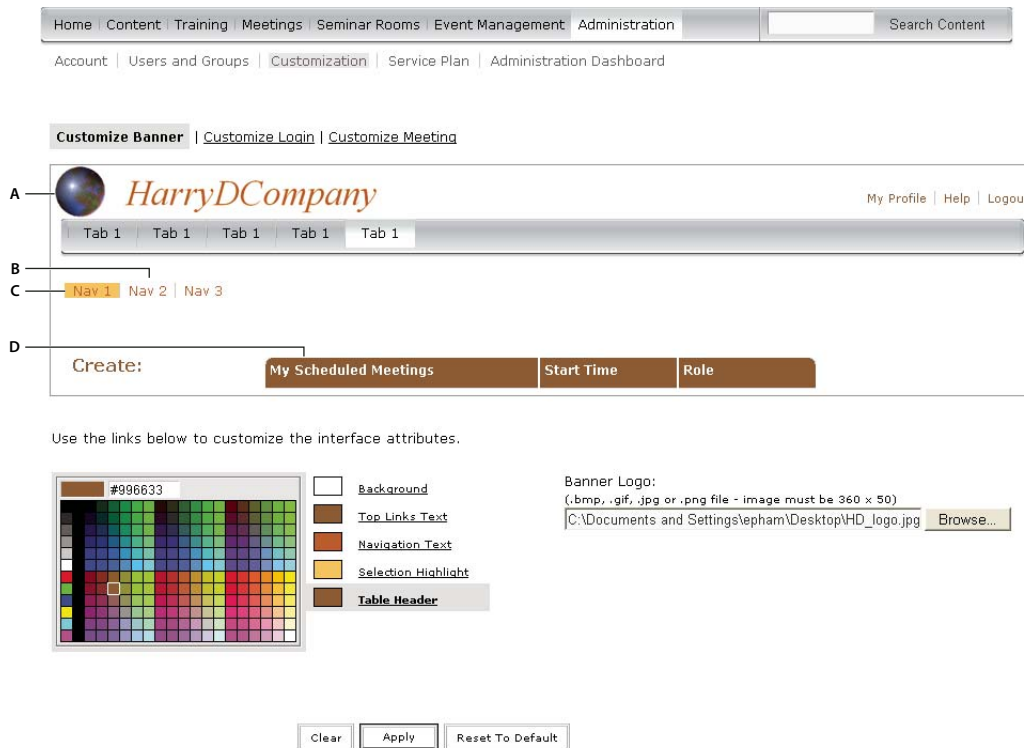 Home | Content | Training | Meetings | Seminar Rooms | Event Management Administration Search Content
Account | Users and Groups | Customization | Service Plan | Administration Dashboard
Customize Banner | Customize Login | Customize Meeting
A
HarryDCompany
My Profile | Help | Logou
Tab 1 Tab 1 Tab 1 Tab 1 Tab 1
B
C
Nav 1 Nav 2 | Nav 3
D
Create: My Scheduled Meetings Start Time Role
Use the links below to customize the interface attributes.
#996633
Background
Top Links Text
Navigation Text
Selection Highlight
Table Header
Banner Logo:
(.bmp, .gif, .jpg or .png file - image must be 360 x 50)
C:\Documents and Settings\epham\Desktop\HD_logo.jpg Browse...
Clear Apply Reset To Default